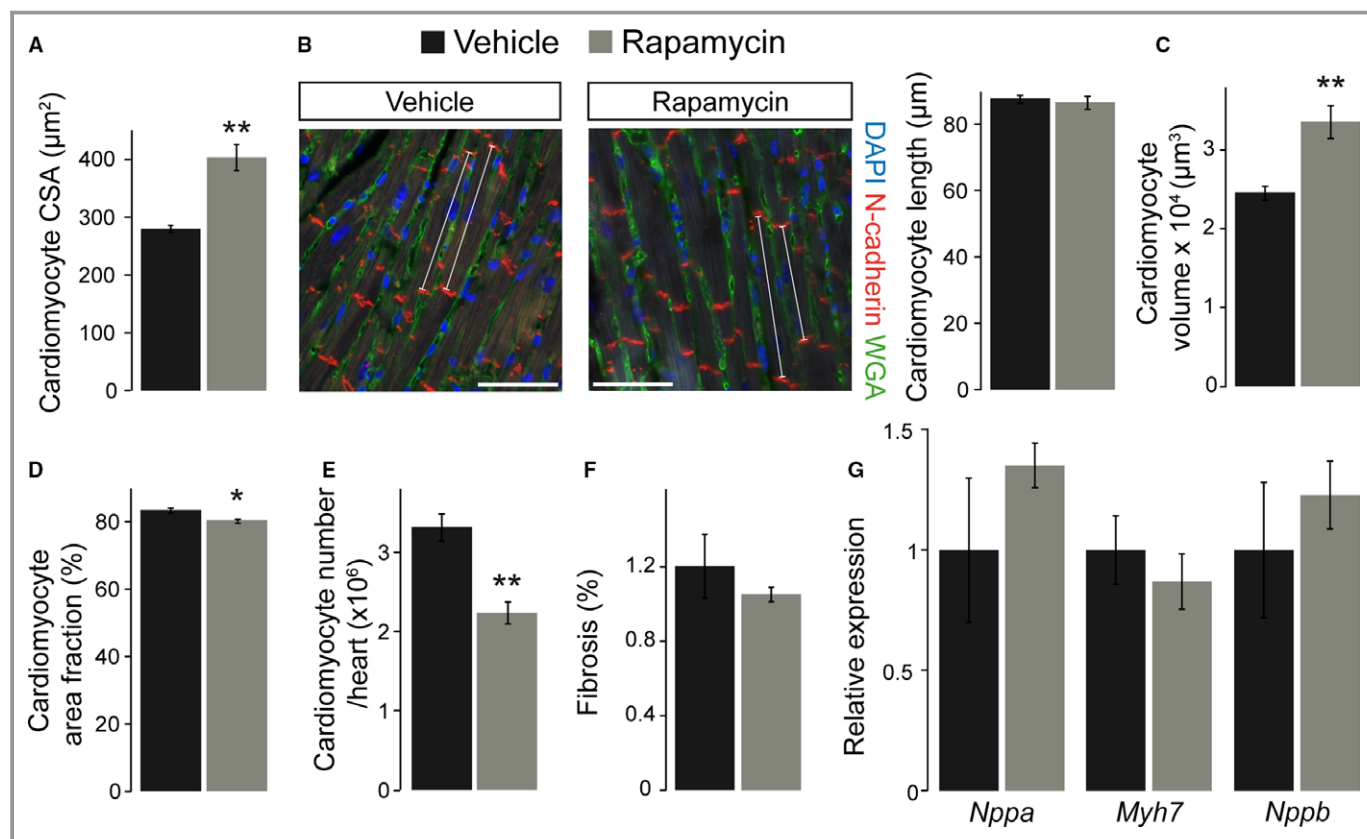 A
B
Vehicle
Rapamycin
C
Cardiomyocyte CSA (µm²)
400
300
200
100
0
**
Vehicle
Rapamycin
DAPI N-cadherin WGA
Cardiomyocyte length (µm)
80
60
40
20
0
Cardiomyocyte
volume x 10⁴ (µm³)
3
2
1
0
**
D
Cardiomyocyte
area fraction (%)
80
60
40
20
0
*
E
Cardiomyocyte number
/heart (x10⁶)
3
2
1
0
**
F
Fibrosis (%)
1.2
0.8
0.4
0
G
Relative expression
1.5
1
0.5
0
Nppa
Myh7
Nppb